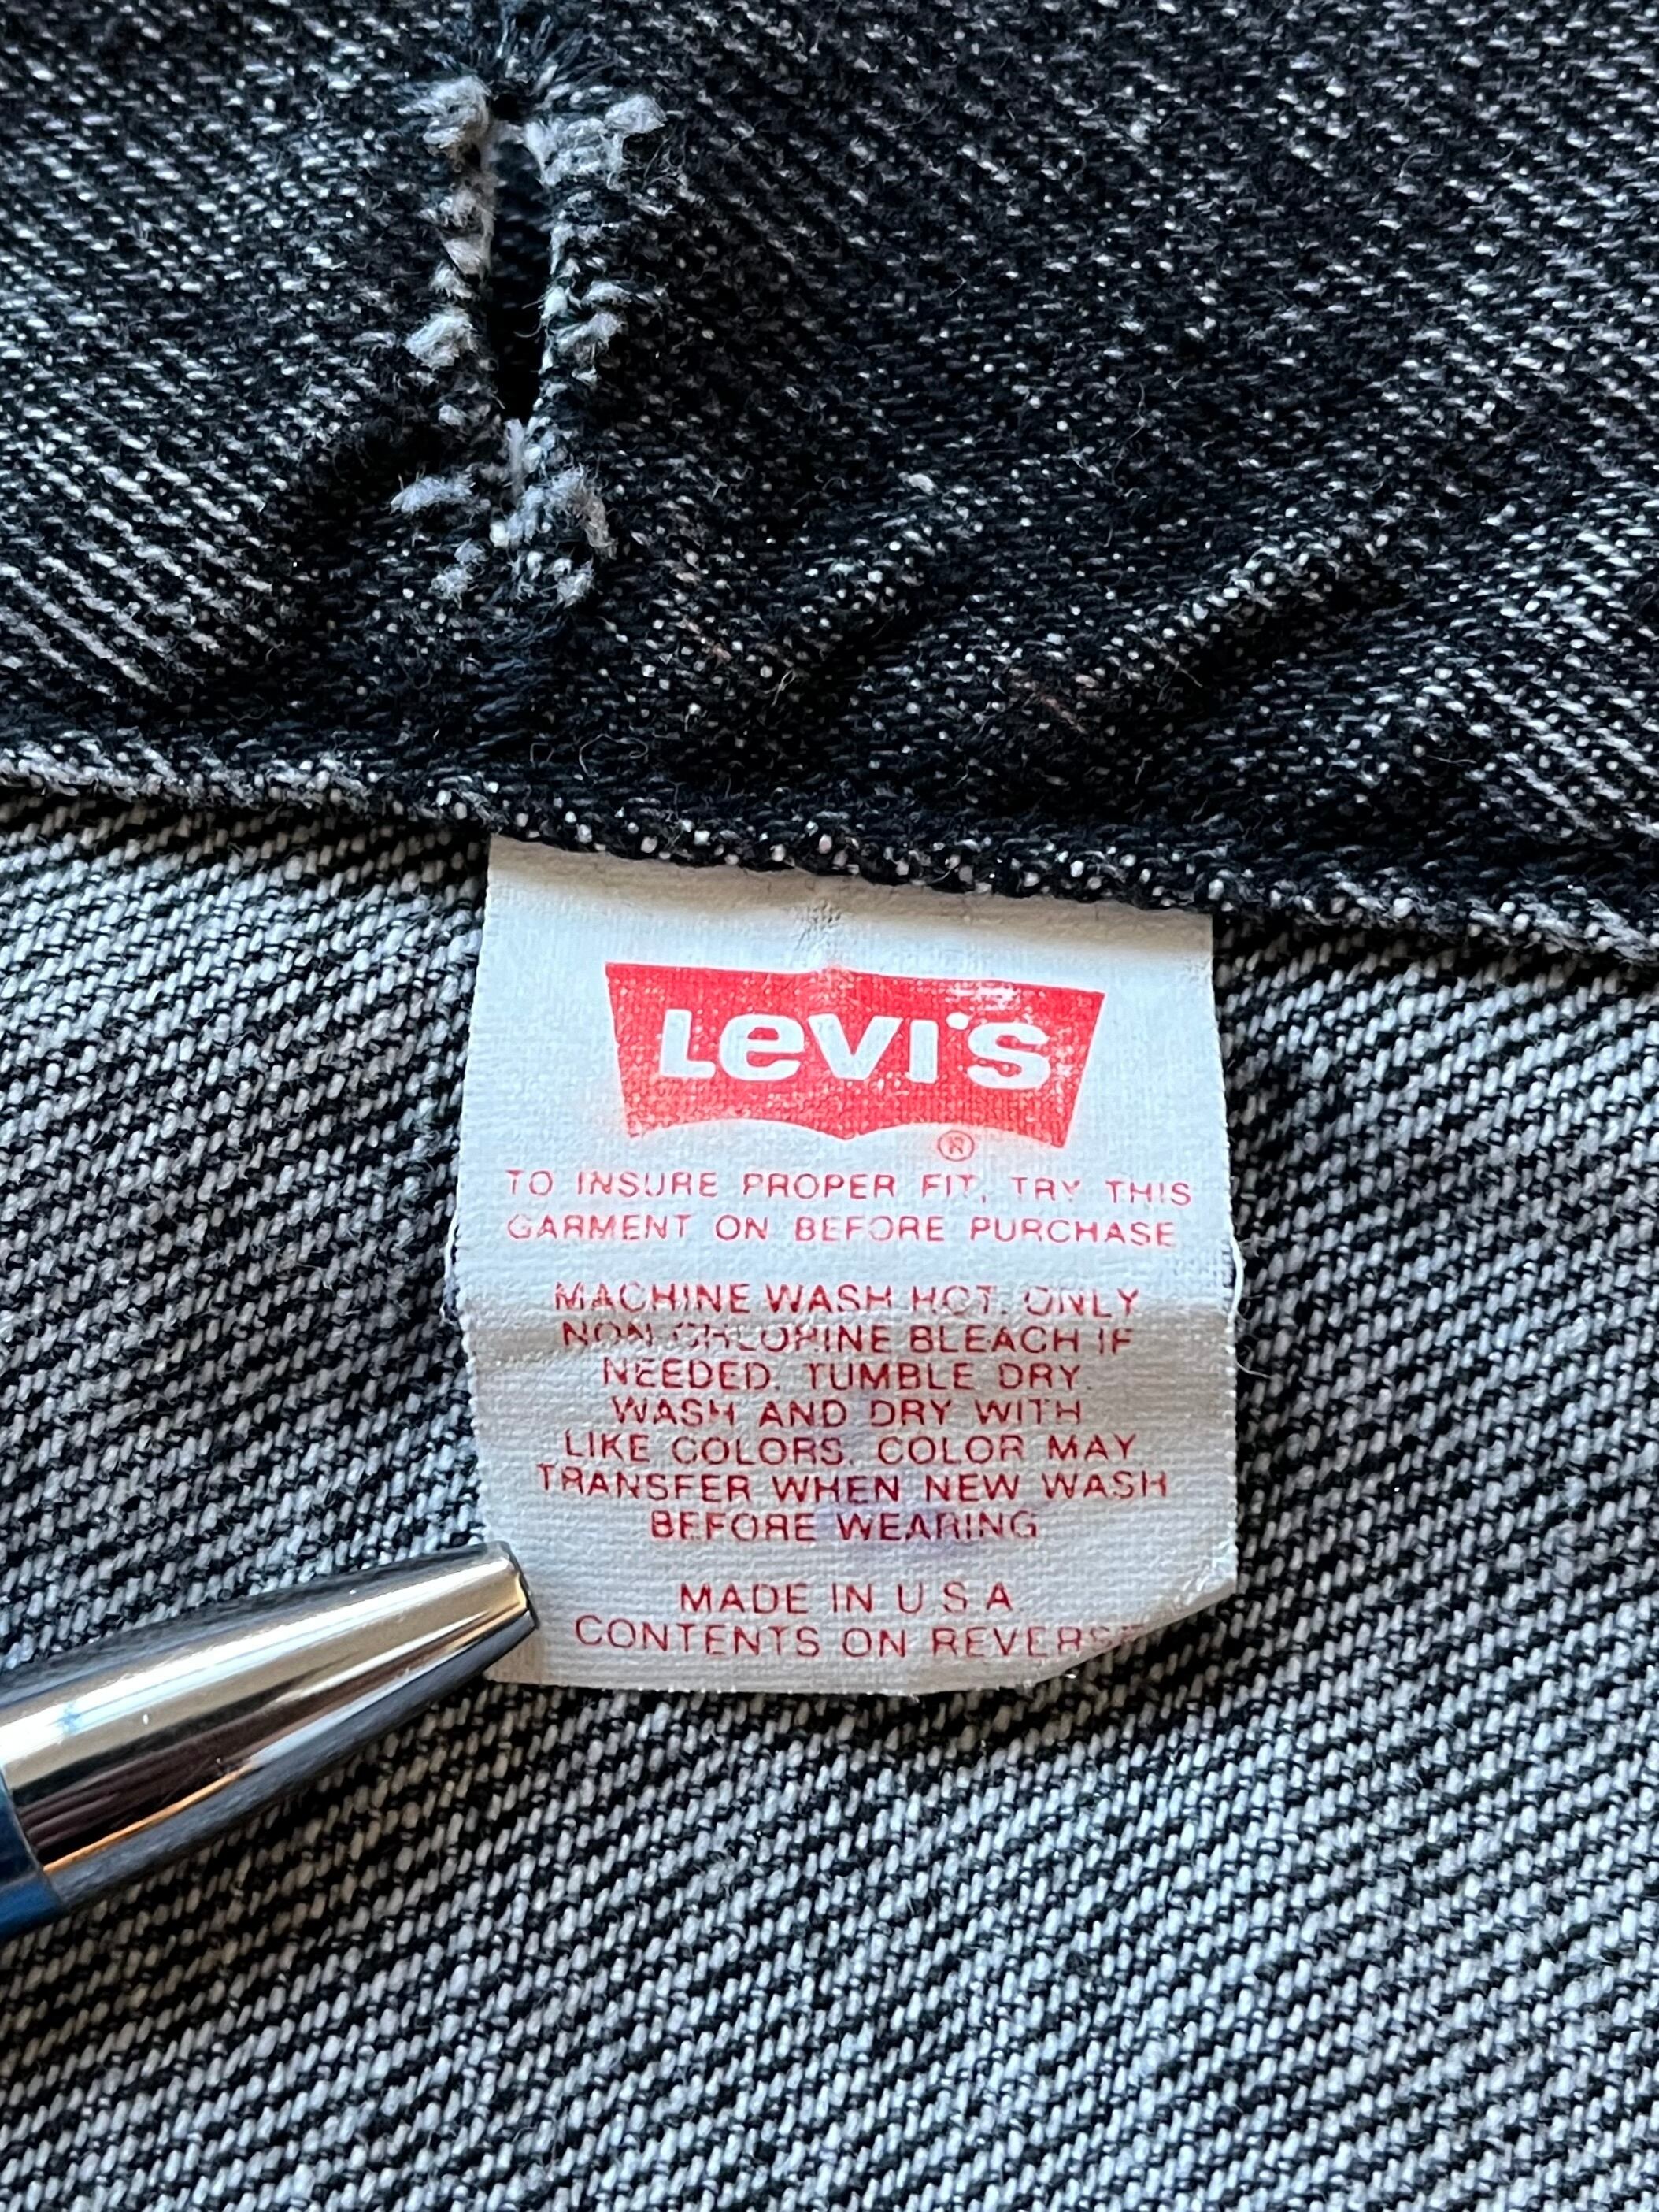 Levi's
®
TO INSURE PROPER FIT, TRY THIS
GARMENT ON BEFORE PURCHASE
MACHINE WASH HOT. ONLY
NON-CHLORINE BLEACH IF
NEEDED. TUMBLE DRY.
WASH AND DRY WITH
LIKE COLORS. COLOR MAY
TRANSFER WHEN NEW WASH
BEFORE WEARING
MADE IN U S A
CONTENTS ON REVERSE